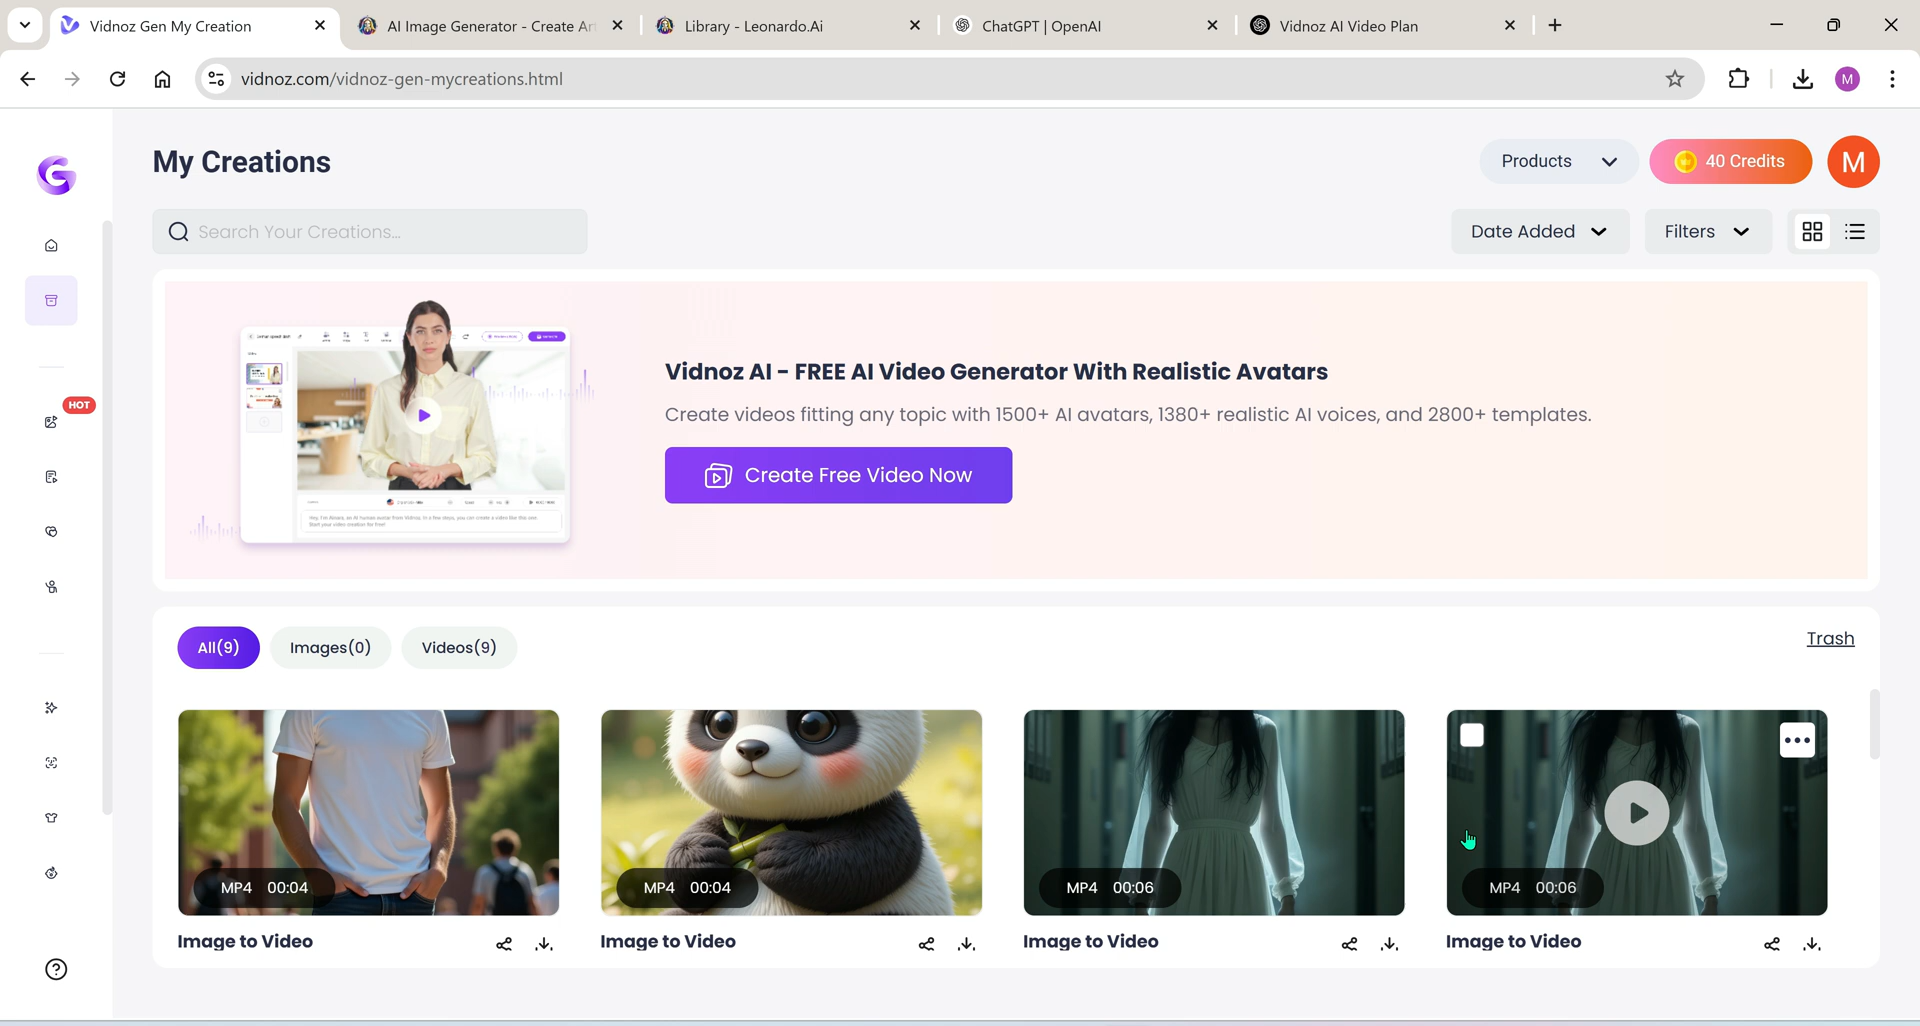 Vidnoz Gen My Creation
AI Image Generator - Create Ar
Library - Leonardo.Ai
ChatGPT | OpenAI
Vidnoz AI Video Plan
vidnoz.com/vidnoz-gen-mycreations.html
M
My Creations
Products
40 Credits
M
Search Your Creations...
Date Added
Filters
HOT
Vidnoz AI - FREE AI Video Generator With Realistic Avatars
Create videos fitting any topic with 1500+ AI avatars, 1380+ realistic AI voices, and 2800+ templates.
Create Free Video Now
All(9)
Images(0)
Videos(9)
Trash
MP4 00:04
MP4 00:04
MP4 00:06
MP4 00:06
Image to Video
Image to Video
Image to Video
Image to Video